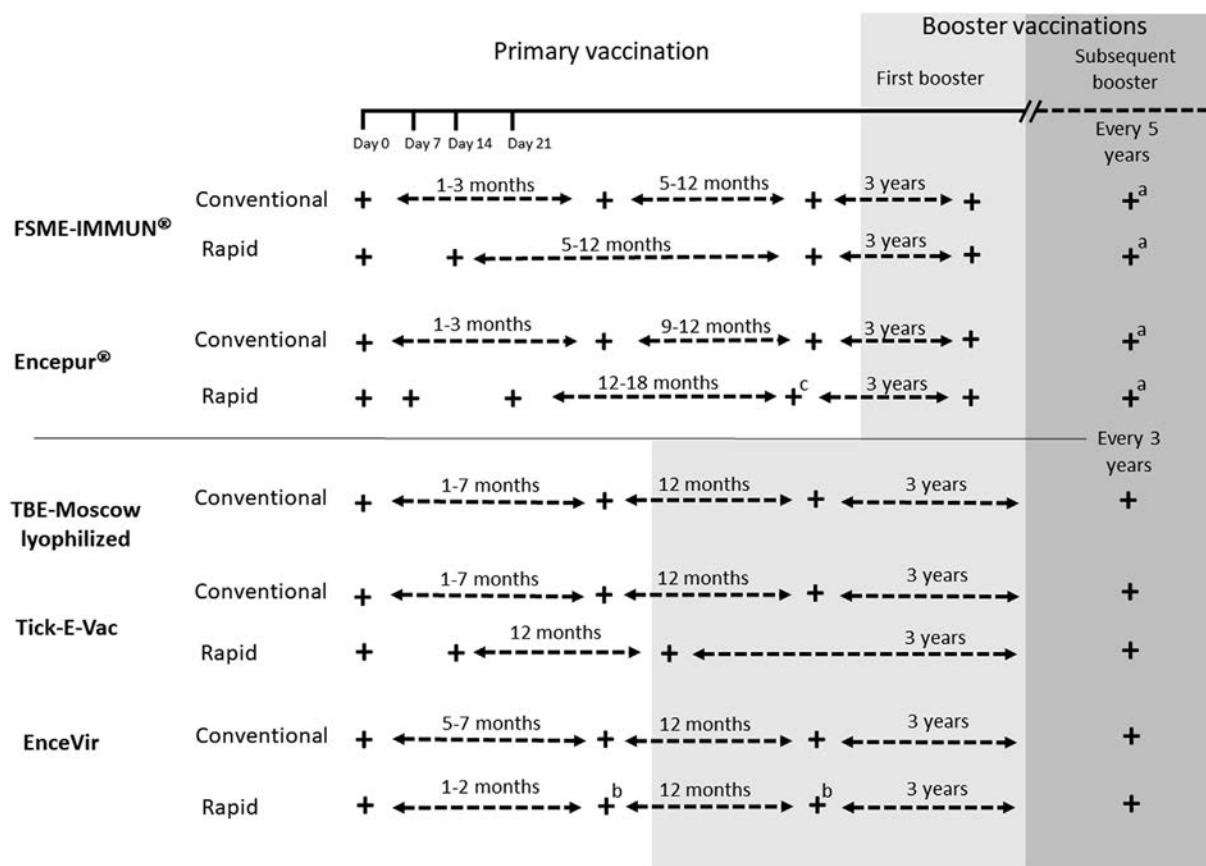 Primary vaccination
Booster vaccinations
First booster
Subsequent
booster
Day 0 Day 7 Day 14 Day 21
Every 5
years
FSME-IMMUN®
Conventional + 1-3 months + 5-12 months + 3 years + +a
Rapid + + 5-12 months + 3 years + +a
Encepur®
Conventional + 1-3 months + 9-12 months + 3 years + +a
Rapid + + + 12-18 months +c 3 years + +a
Every 3
years
TBE-Moscow
lyophilized
Conventional + 1-7 months + 12 months + 3 years +
Tick-E-Vac
Conventional + 1-7 months + 12 months + 3 years +
Rapid + + 12 months + 3 years +
EnceVir
Conventional + 5-7 months + 12 months + 3 years +
Rapid + 1-2 months +b 12 months +b 3 years +